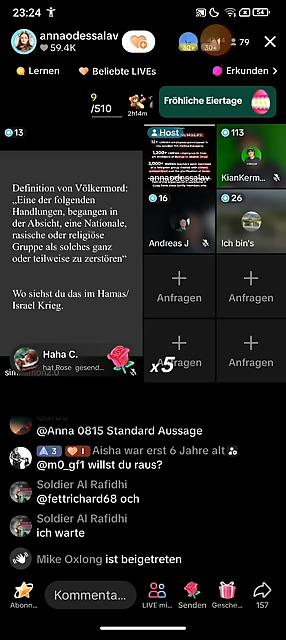 23:24
54
annaodessalav
59.4K
30+
30+
79
Lernen
Beliebte LIVEs
Erkunden
9
/510
2h14m
Fröhliche Eiertage
13
Definition von Völkermord:
„Eine der folgenden
Handlungen, begangen in
der Absicht, eine Nationale,
rasische oder religiöse
Gruppe als solches ganz
oder teilweise zu zerstören“
Wo siehst du das im Hamas/
Israel Krieg.
Host
annaodessalav
113
KianKerm...
16
Andreas J
26
Ich bin's
Anfragen
Anfragen
Anfragen
Anfragen
Haha C.
hat Rose gesend...
x5
@Anna 0815 Standard Aussage
3
1
Aisha war erst 6 Jahre alt
@m0_gf1 willst du raus?
Soldier Al Rafidhi
@fettrichard68 och
Soldier Al Rafidhi
ich warte
Mike Oxlong ist beigetreten
Abonn...
Kommenta...
LIVE mi...
Senden
Gesche...
157